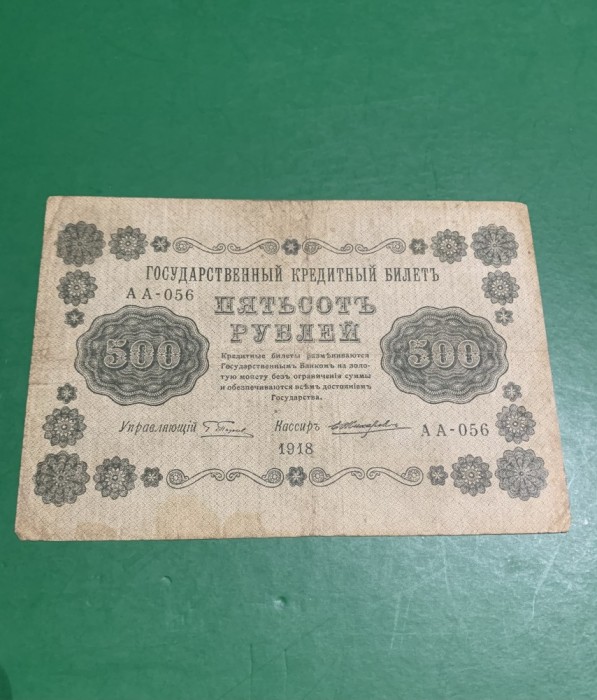 ГОСУДАРСТВЕННЫЙ КРЕДИТНЫЙ БИЛЕТЪ
АА-056
ПЯТЬСОТЪ
РУБЛЕЙ
500
500
Кредитные билеты размѣниваются
Государственнымъ Банкомъ на золо-
тую монету безъ ограниченія суммы
и обезпечиваются всѣмъ достояніемъ
Государства.
Управляющій
Кассиръ
АА-056
1918